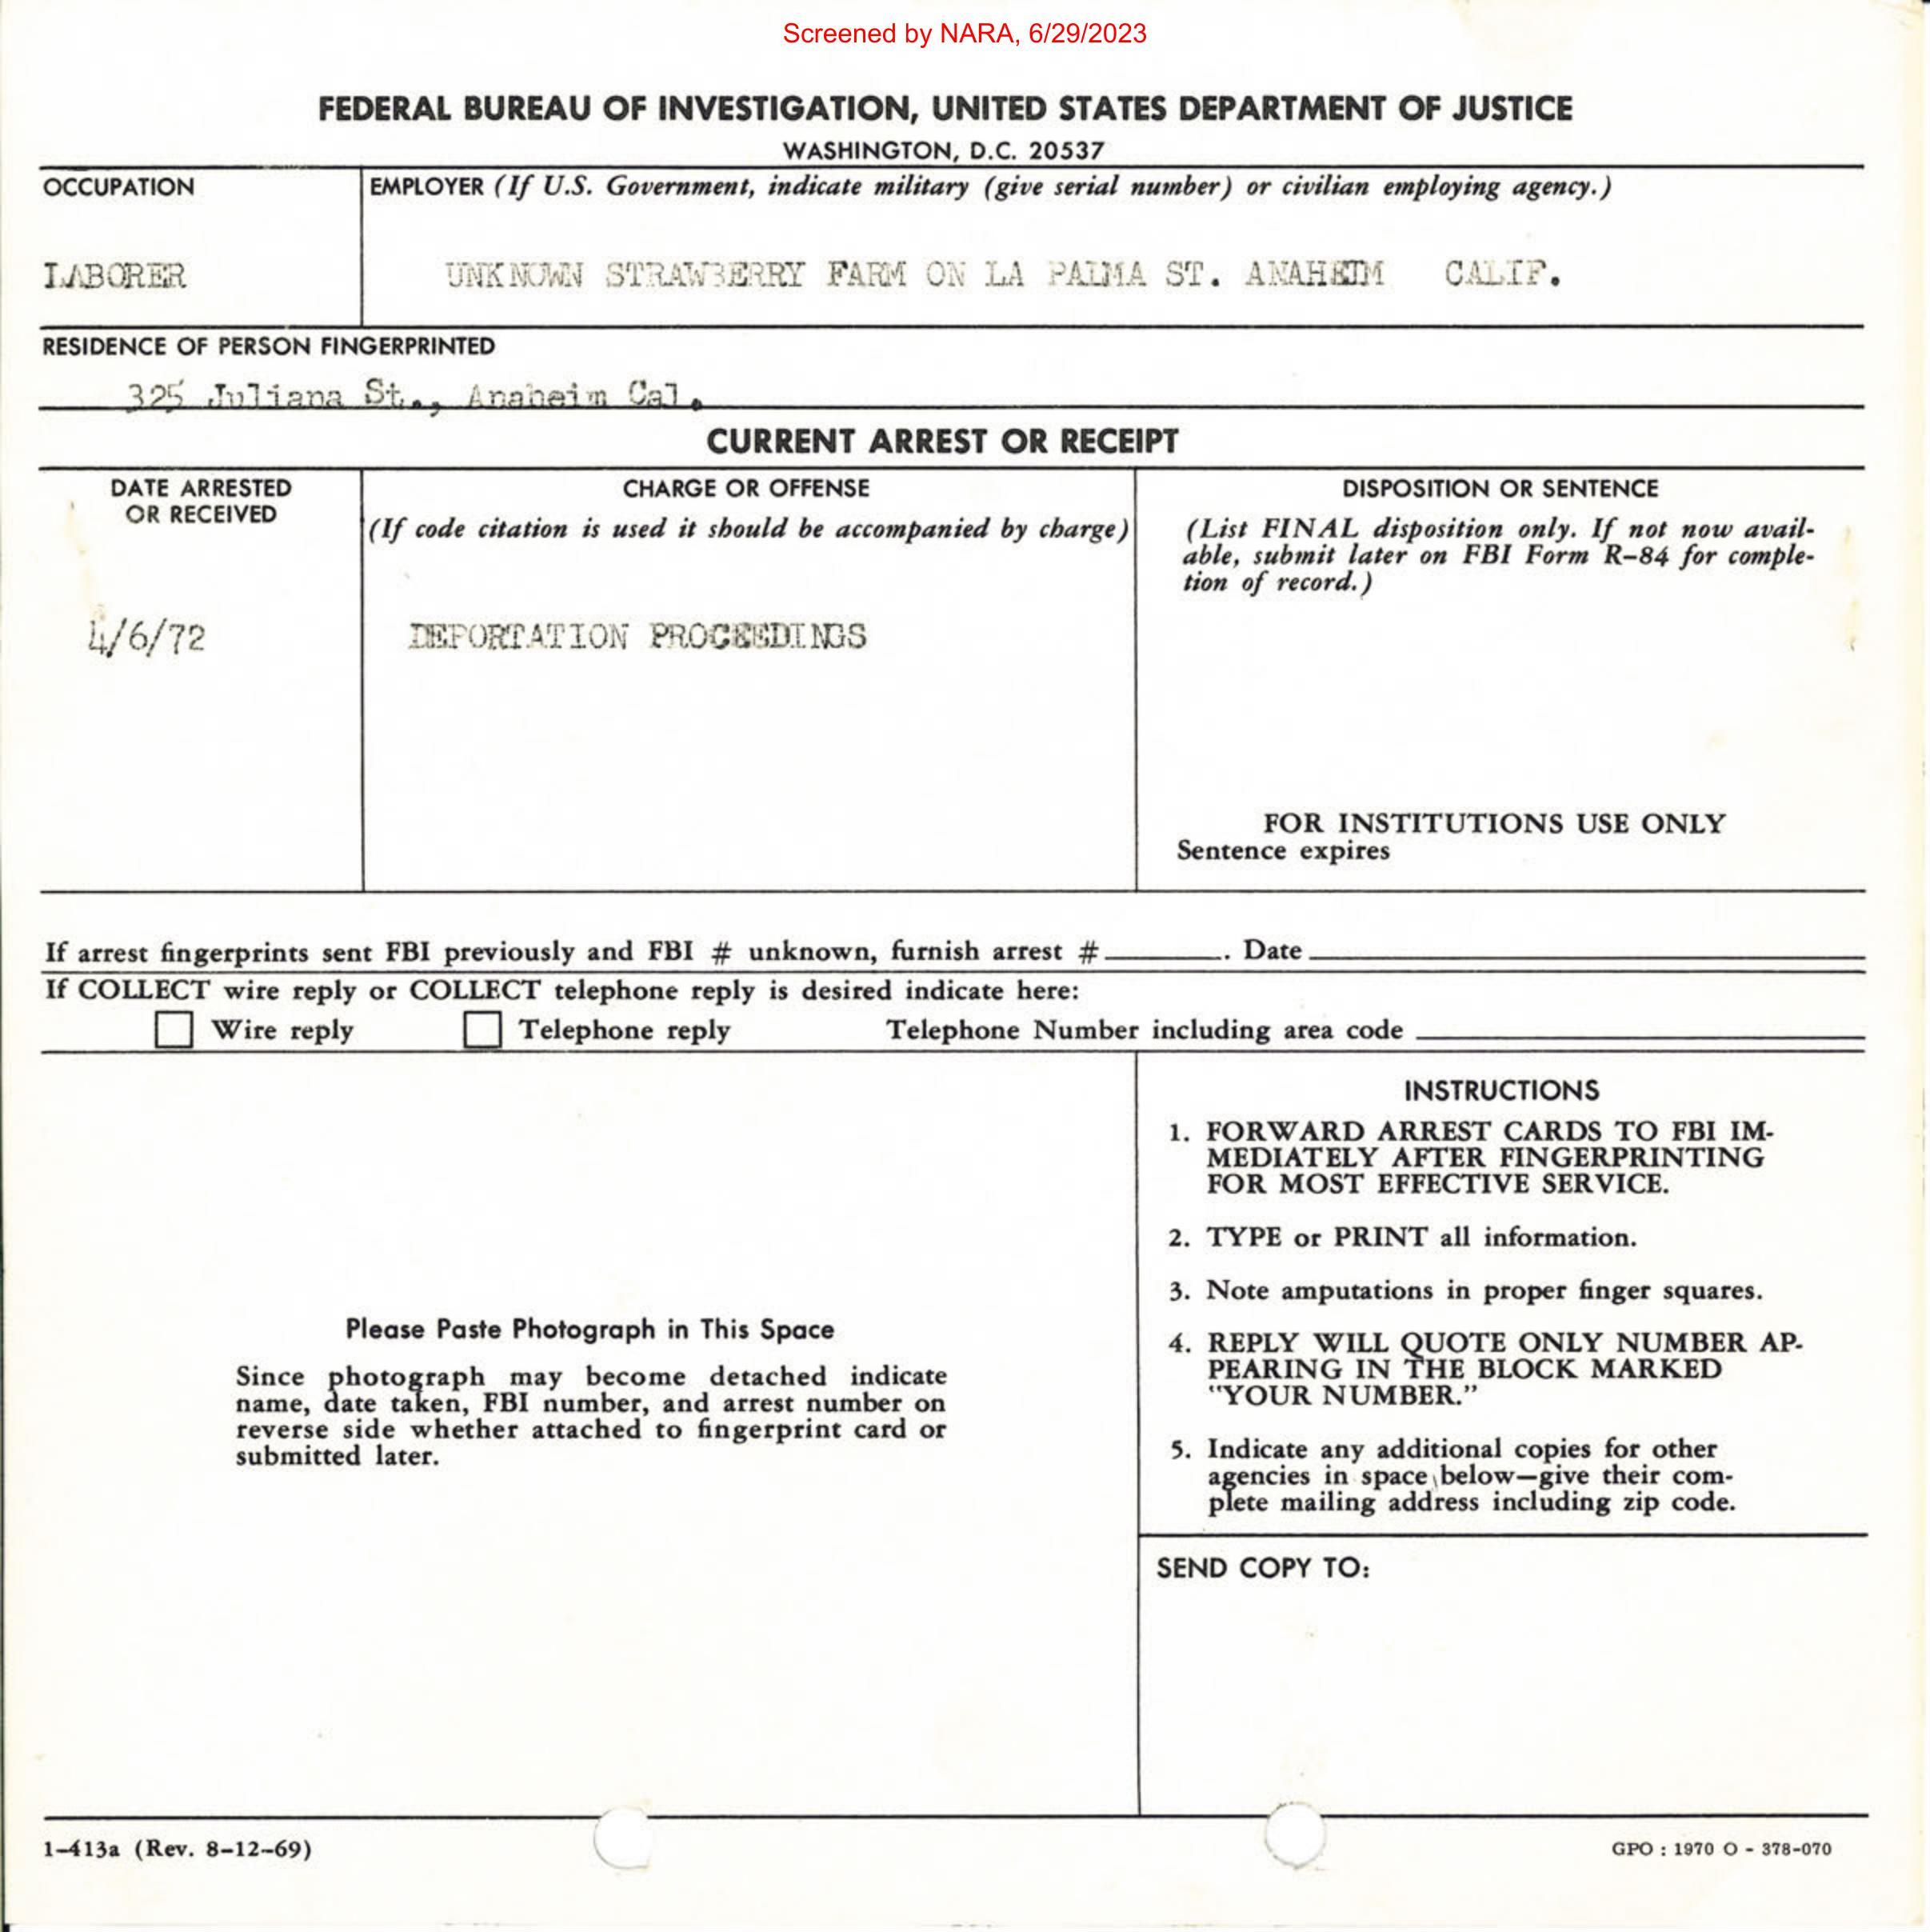 Screened by NARA, 6/29/2023
FEDERAL BUREAU OF INVESTIGATION, UNITED STATES DEPARTMENT OF JUSTICE
WASHINGTON, D.C. 20537
OCCUPATION
EMPLOYER (If U.S. Government, indicate military (give serial number) or civilian employing agency.)
LABORER
UNKNOWN STRAWBERRY FARM ON LA PALMA ST. ANAHEIM CALIF.
RESIDENCE OF PERSON FINGERPRINTED
325 Juliana St., Anaheim Cal.
CURRENT ARREST OR RECEIPT
DATE ARRESTED
OR RECEIVED
4/6/72
CHARGE OR OFFENSE
(If code citation is used it should be accompanied by charge)
DEPORTATION PROCEEDINGS
DISPOSITION OR SENTENCE
(List FINAL disposition only. If not now avail-
able, submit later on FBI Form R-84 for comple-
tion of record.)
FOR INSTITUTIONS USE ONLY
Sentence expires
If arrest fingerprints sent FBI previously and FBI # unknown, furnish arrest # . Date
If COLLECT wire reply or COLLECT telephone reply is desired indicate here:
Wire reply Telephone reply Telephone Number including area code
Please Paste Photograph in This Space
Since photograph may become detached indicate
name, date taken, FBI number, and arrest number on
reverse side whether attached to fingerprint card or
submitted later.
INSTRUCTIONS
1. FORWARD ARREST CARDS TO FBI IM-
MEDIATELY AFTER FINGERPRINTING
FOR MOST EFFECTIVE SERVICE.
2. TYPE or PRINT all information.
3. Note amputations in proper finger squares.
4. REPLY WILL QUOTE ONLY NUMBER AP-
PEARING IN THE BLOCK MARKED
"YOUR NUMBER."
5. Indicate any additional copies for other
agencies in space below—give their com-
plete mailing address including zip code.
SEND COPY TO:
1-413a (Rev. 8-12-69)
GPO : 1970 O - 378-070